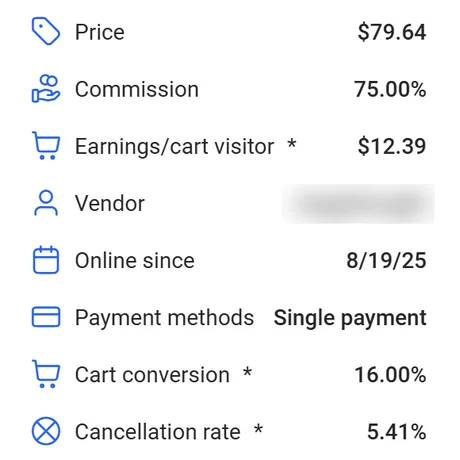 Price $79.64
Commission 75.00%
Earnings/cart visitor * $12.39
Vendor
Online since 8/19/25
Payment methods Single payment
Cart conversion * 16.00%
Cancellation rate * 5.41%